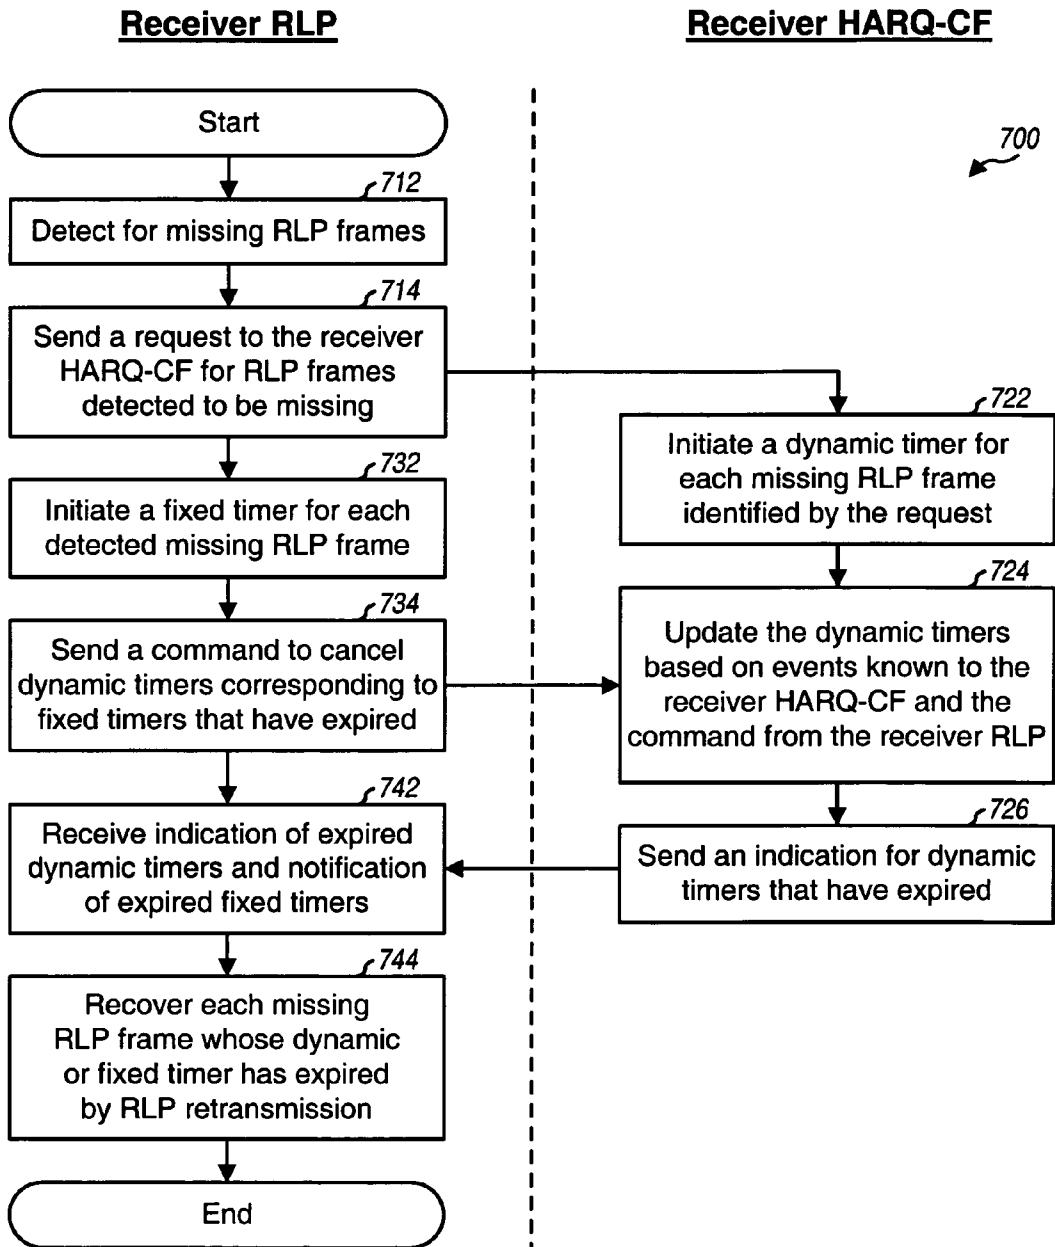 Receiver RLP
Receiver HARQ-CF
Start
700
712
Detect for missing RLP frames
714
Send a request to the receiver
HARQ-CF for RLP frames
detected to be missing
722
Initiate a dynamic timer for
each missing RLP frame
identified by the request
732
Initiate a fixed timer for each
detected missing RLP frame
724
Update the dynamic timers
based on events known to the
receiver HARQ-CF and the
command from the receiver RLP
734
Send a command to cancel
dynamic timers corresponding to
fixed timers that have expired
742
Receive indication of expired
dynamic timers and notification
of expired fixed timers
726
Send an indication for dynamic
timers that have expired
744
Recover each missing
RLP frame whose dynamic
or fixed timer has expired
by RLP retransmission
End